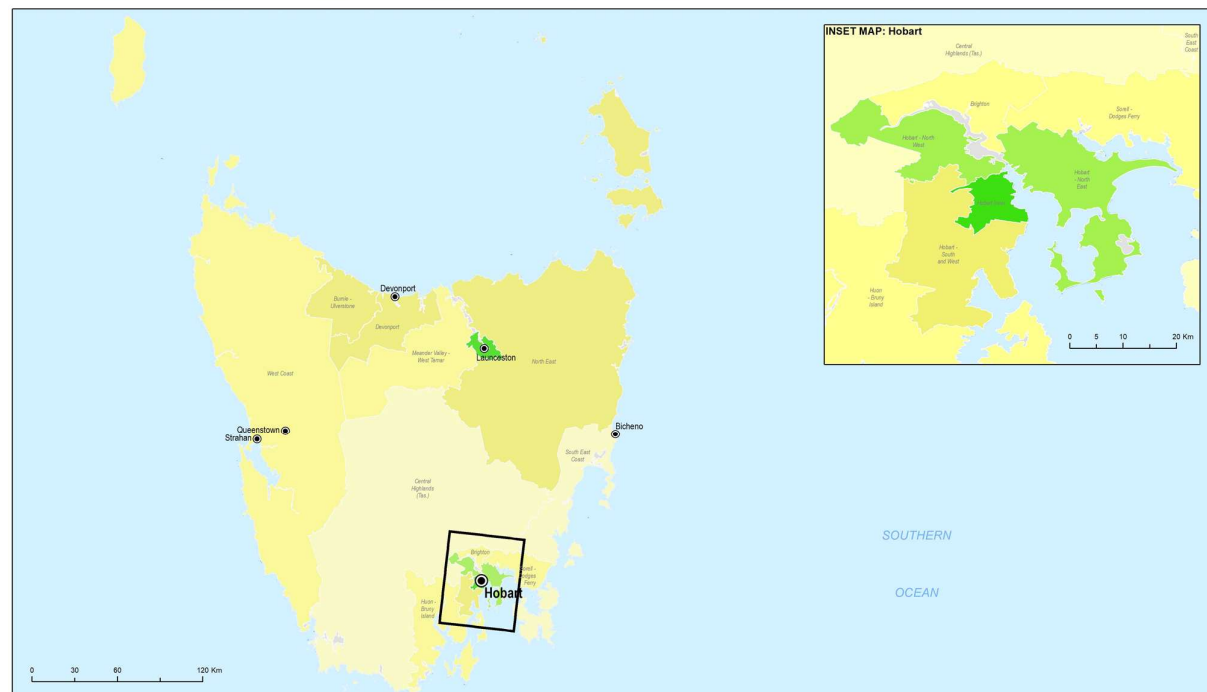 INSET MAP: Hobart
Central
Highlands (Tas.)
South
East
Coast
Brighton
Sorell -
Dodges Ferry
Hobart - North
West
Hobart
- North
East
Hobart -
South
and West
Huon
- Bruny
Island
0 5 10 20 Km
Devonport
Burnie -
Ulverstone
Devonport
Meander Valley -
West Tamar
Launceston
North East
West Coast
Queenstown
Strahan
Bicheno
South East
Coast
Central
Highlands
(Tas.)
SOUTHERN
OCEAN
Brighton
Sorell -
Dodges
Ferry
Hobart
Huon -
Bruny
Island
0 30 60 120 Km